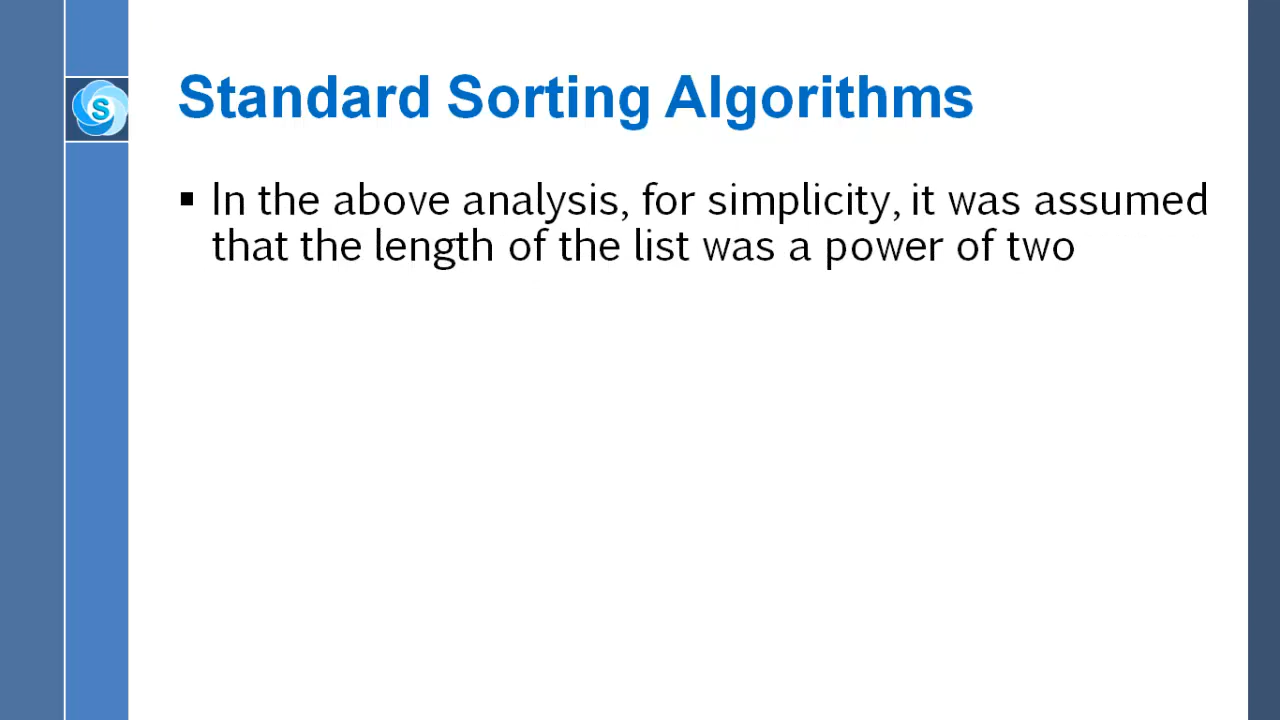 S
Standard Sorting Algorithms
▪ In the above analysis, for simplicity, it was assumed
that the length of the list was a power of two